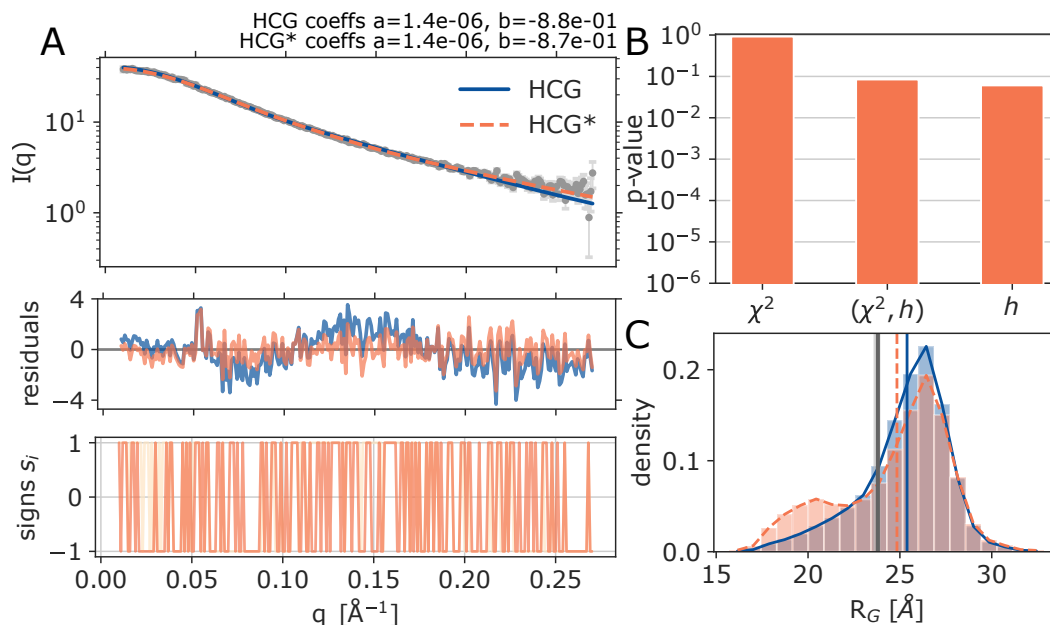 HCG coeffs a=1.4e-06, b=-8.8e-01
HCG* coeffs a=1.4e-06, b=-8.7e-01
A
I(q)
10¹
10⁰
HCG
HCG*
residuals
4
0
−4
signs sᵢ
1
0
−1
0.00 0.05 0.10 0.15 0.20 0.25
q [Å⁻¹]
B
p-value
10⁰
10⁻¹
10⁻²
10⁻³
10⁻⁴
10⁻⁵
10⁻⁶
χ² (χ², h) h
C
density
0.2
0.1
0.0
15 20 25 30
R_G [Å]